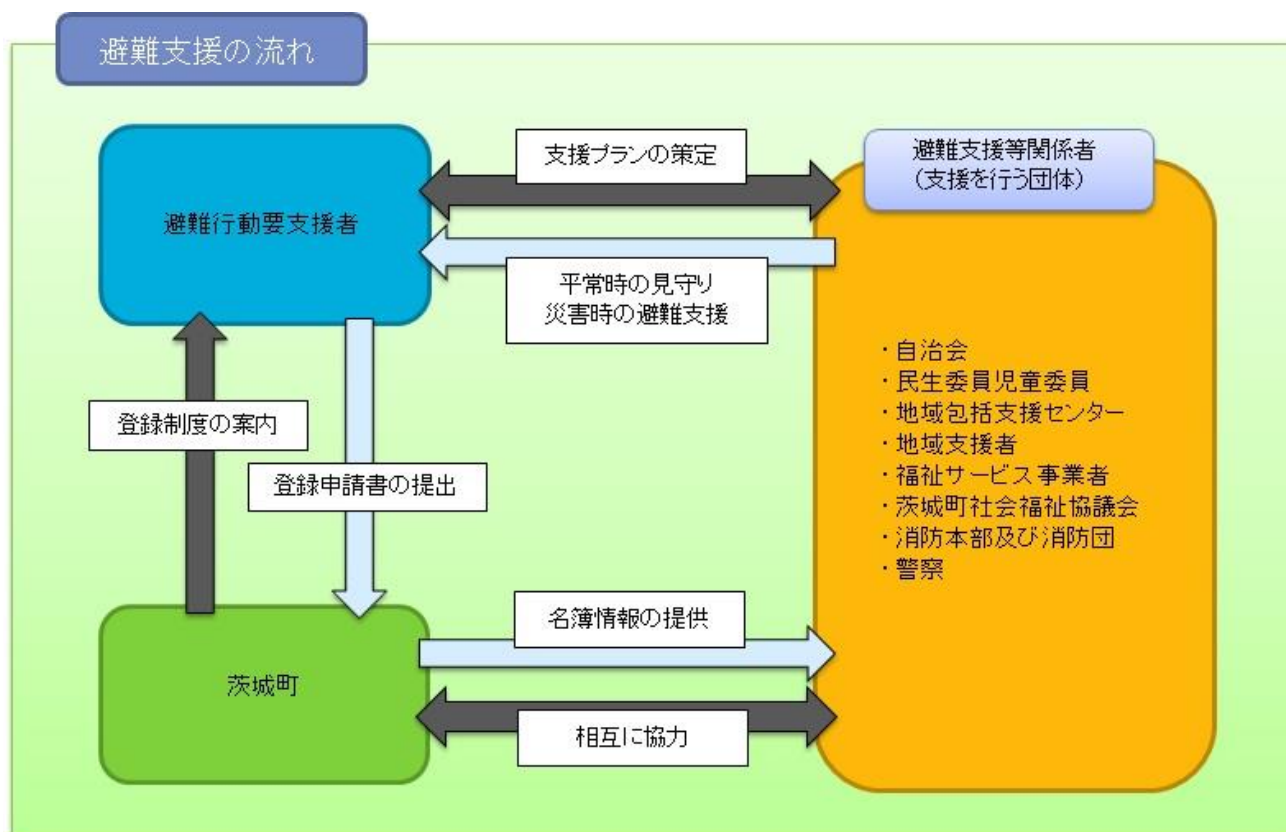 避難支援の流れ
支援プランの策定
避難支援等関係者
(支援を行う団体)
避難行動要支援者
平常時の見守り
災害時の避難支援
・自治会
・民生委員児童委員
・地域包括支援センター
・地域支援者
・福祉サービス事業者
・茨城町社会福祉協議会
・消防本部及び消防団
・警察
登録制度の案内
登録申請書の提出
名簿情報の提供
茨城町
相互に協力